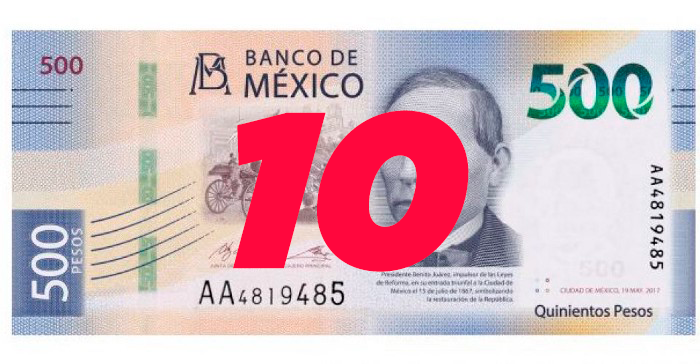 500
BANCO DE
MÉXICO
500
10
500 PESOS
AA4819485
Presidente Benito Juárez, impulsor de las Leyes
de Reforma, en su entrada triunfal a la Ciudad de
México el 15 de julio de 1867, simbolizando
la restauración de la República.
AA4819485
500
CIUDAD DE MÉXICO, 19 MAY. 2017
Quinientos Pesos